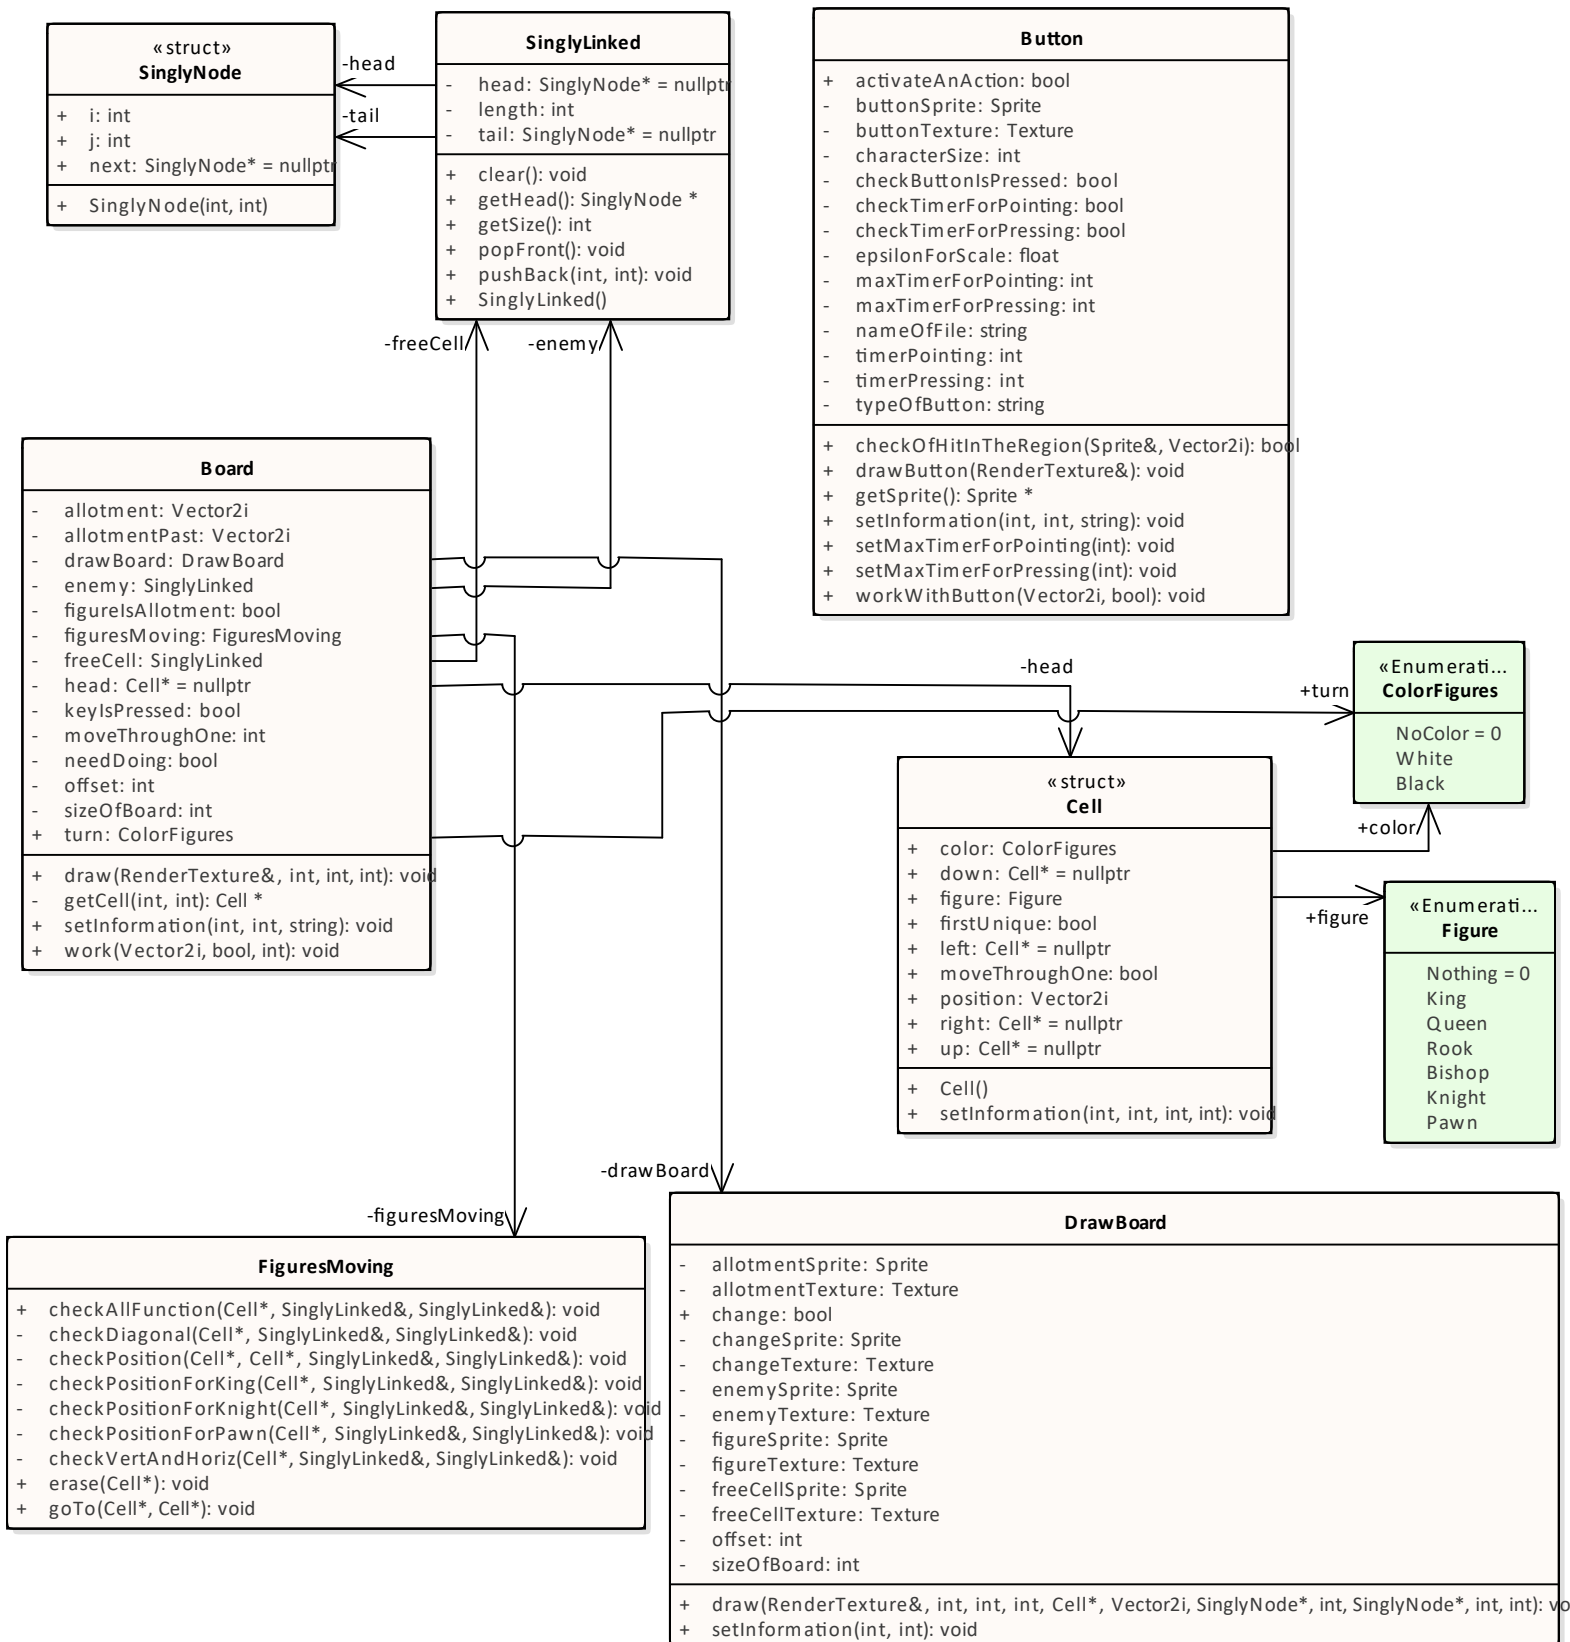 «struct»
SinglyNode
+ i: int
+ j: int
+ next: SinglyNode* = nullptr
+ SinglyNode(int, int)
-head
-tail
SinglyLinked
- head: SinglyNode* = nullptr
- length: int
- tail: SinglyNode* = nullptr
+ clear(): void
+ getHead(): SinglyNode *
+ getSize(): int
+ popFront(): void
+ pushBack(int, int): void
+ SinglyLinked()
-freeCell
-enemy
Button
+ activateAnAction: bool
- buttonSprite: Sprite
- buttonTexture: Texture
- characterSize: int
- checkButtonIsPressed: bool
- checkTimerForPointing: bool
- checkTimerForPressing: bool
- epsilonForScale: float
- maxTimerForPointing: int
- maxTimerForPressing: int
- nameOfFile: string
- timerPointing: int
- timerPressing: int
- typeOfButton: string
+ checkOfHitInTheRegion(Sprite&, Vector2i): bool
+ drawButton(RenderTexture&): void
+ getSprite(): Sprite *
+ setInformation(int, int, string): void
+ setMaxTimerForPointing(int): void
+ setMaxTimerForPressing(int): void
+ workWithButton(Vector2i, bool): void
Board
- allotment: Vector2i
- allotmentPast: Vector2i
- drawBoard: DrawBoard
- enemy: SinglyLinked
- figureIsAllotment: bool
- figuresMoving: FiguresMoving
- freeCell: SinglyLinked
- head: Cell* = nullptr
- keyIsPressed: bool
- moveThroughOne: int
- needDoing: bool
- offset: int
- sizeOfBoard: int
+ turn: ColorFigures
+ draw(RenderTexture&, int, int, int): void
- getCell(int, int): Cell *
+ setInformation(int, int, string): void
+ work(Vector2i, bool, int): void
-head
+turn
«Enumerati...
ColorFigures
NoColor = 0
White
Black
+color
«struct»
Cell
+ color: ColorFigures
+ down: Cell* = nullptr
+ figure: Figure
+ firstUnique: bool
+ left: Cell* = nullptr
+ moveThroughOne: bool
+ position: Vector2i
+ right: Cell* = nullptr
+ up: Cell* = nullptr
+ Cell()
+ setInformation(int, int, int, int): void
+figure
«Enumerati...
Figure
Nothing = 0
King
Queen
Rook
Bishop
Knight
Pawn
-drawBoard
-figuresMoving
FiguresMoving
+ checkAllFunction(Cell*, SinglyLinked&, SinglyLinked&): void
- checkDiagonal(Cell*, SinglyLinked&, SinglyLinked&): void
- checkPosition(Cell*, Cell*, SinglyLinked&, SinglyLinked&): void
- checkPositionForKing(Cell*, SinglyLinked&, SinglyLinked&): void
- checkPositionForKnight(Cell*, SinglyLinked&, SinglyLinked&): void
- checkPositionForPawn(Cell*, SinglyLinked&, SinglyLinked&): void
- checkVertAndHoriz(Cell*, SinglyLinked&, SinglyLinked&): void
+ erase(Cell*): void
+ goTo(Cell*, Cell*): void
DrawBoard
- allotmentSprite: Sprite
- allotmentTexture: Texture
+ change: bool
- changeSprite: Sprite
- changeTexture: Texture
- enemySprite: Sprite
- enemyTexture: Texture
- figureSprite: Sprite
- figureTexture: Texture
- freeCellSprite: Sprite
- freeCellTexture: Texture
- offset: int
- sizeOfBoard: int
+ draw(RenderTexture&, int, int, int, Cell*, Vector2i, SinglyNode*, int, SinglyNode*, int, int): vo
+ setInformation(int, int): void